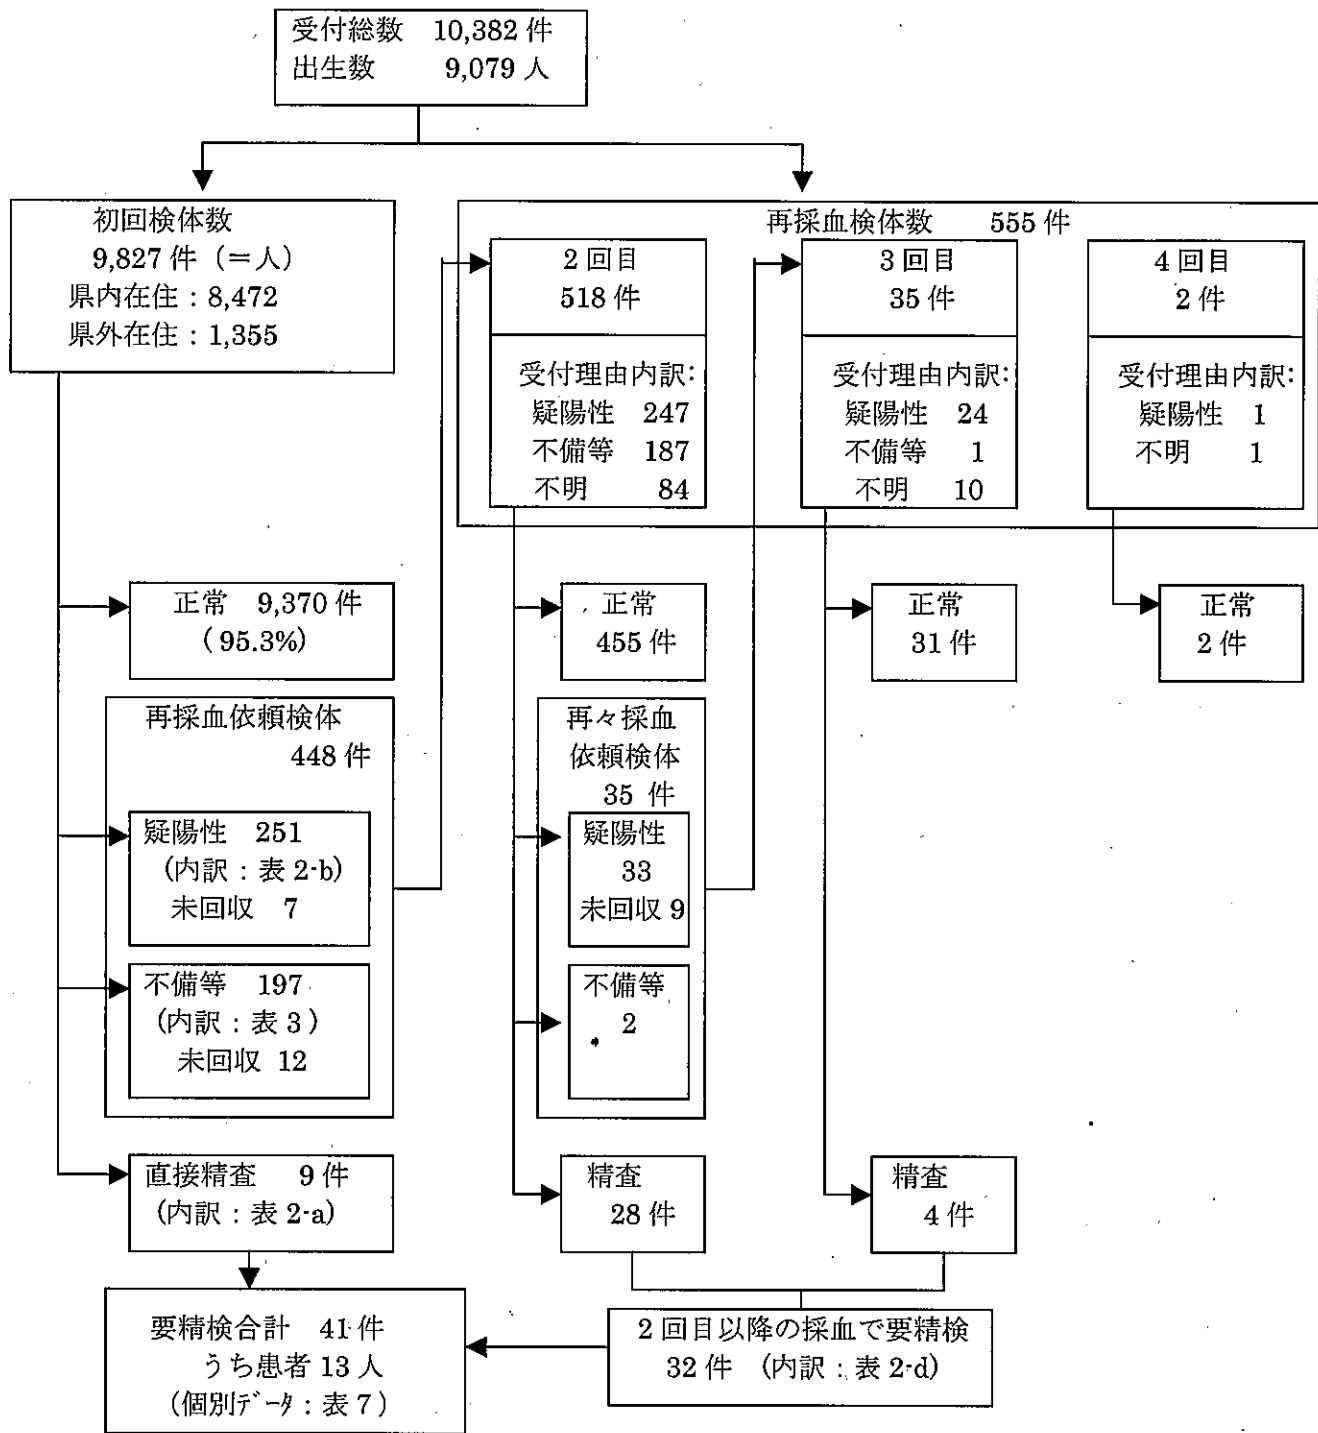 受付総数 10,382 件
出生数 9,079 人
初回検体数
9,827 件（＝人）
県内在住：8,472
県外在住：1,355
再採血検体数 555 件
2 回目
518 件
受付理由内訳：
疑陽性 247
不備等 187
不明 84
3 回目
35 件
受付理由内訳：
疑陽性 24
不備等 1
不明 10
4 回目
2 件
受付理由内訳：
疑陽性 1
不明 1
正常 9,370 件
（95.3%）
再採血依頼検体
448 件
疑陽性 251
（内訳：表 2-b）
未回収 7
不備等 197
（内訳：表 3）
未回収 12
直接精査 9 件
（内訳：表 2-a）
正常
455 件
再々採血
依頼検体
35 件
疑陽性
33
未回収 9
不備等
2
精査
28 件
正常
31 件
精査
4 件
正常
2 件
要精検合計 41 件
うち患者 13 人
（個別ﾃﾞｰﾀ：表 7）
2 回目以降の採血で要精検
32 件 （内訳：表 2-d）